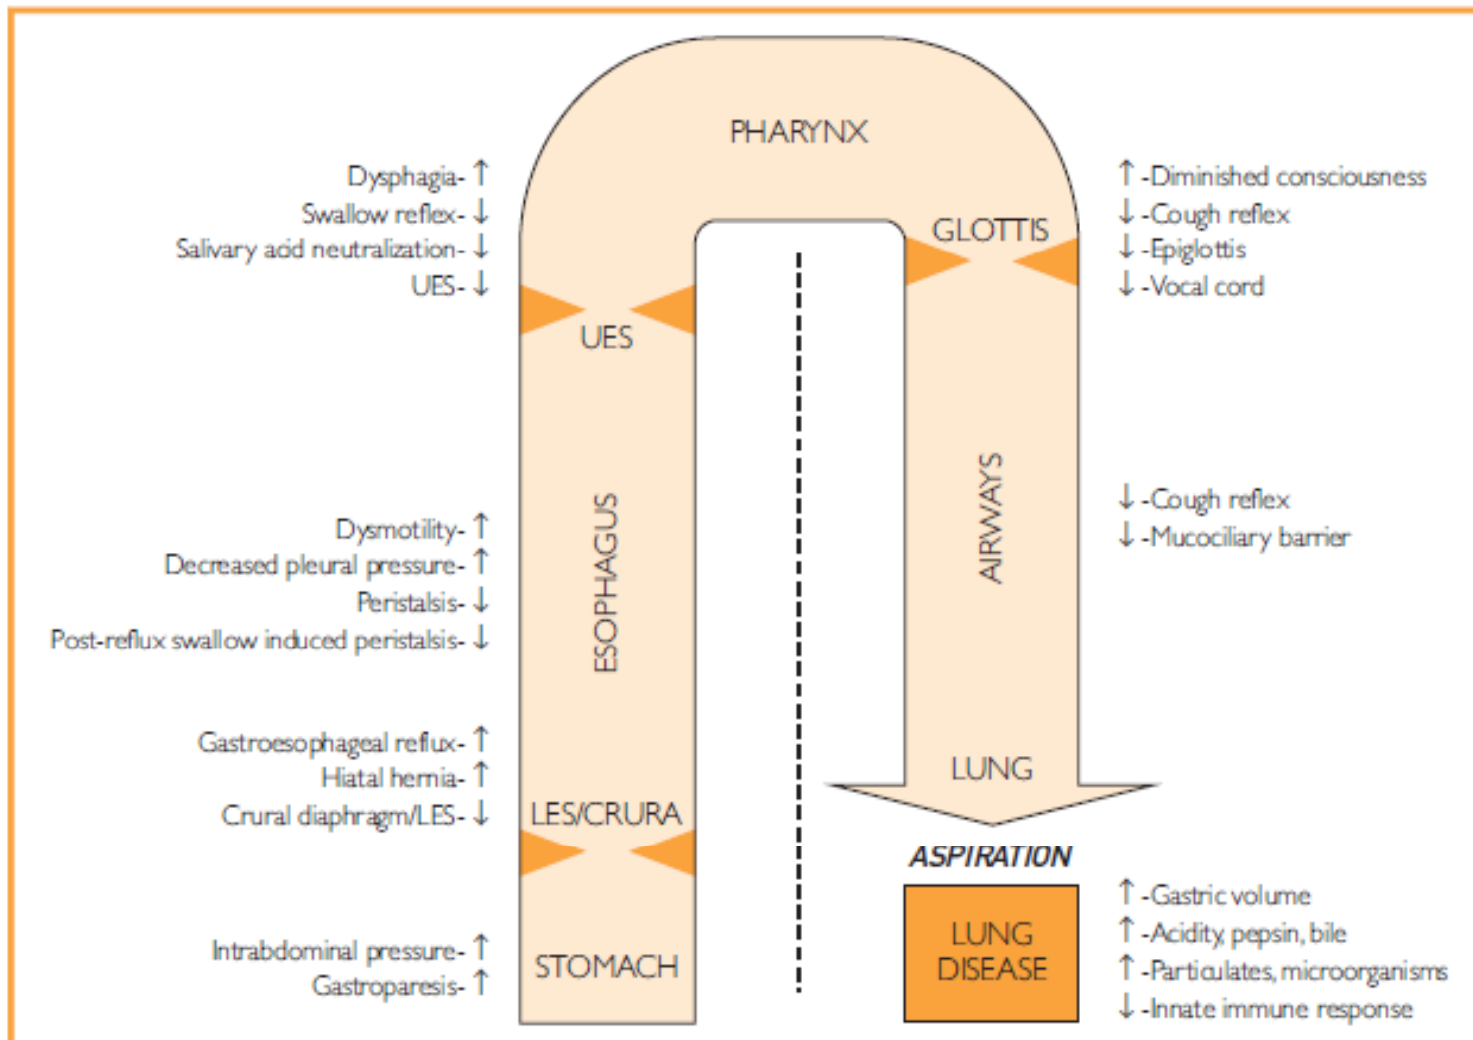 PHARYNX
Dysphagia- ↑
Swallow reflex- ↓
Salivary acid neutralization- ↓
UES- ↓
UES
Dysmotility- ↑
Decreased pleural pressure- ↑
Peristalsis- ↓
Post-reflux swallow induced peristalsis- ↓
ESOPHAGUS
Gastroesophageal reflux- ↑
Hiatal hernia- ↑
Crural diaphragm/LES- ↓
LES/CRURA
Intrabdominal pressure- ↑
Gastroparesis- ↑
STOMACH
GLOTTIS
↑ -Diminished consciousness
↓ -Cough reflex
↓ -Epiglottis
↓ -Vocal cord
AIRWAYS
↓ -Cough reflex
↓ -Mucociliary barrier
LUNG
ASPIRATION
LUNG
DISEASE
↑ -Gastric volume
↑ -Acidity, pepsin, bile
↑ -Particulates, microorganisms
↓ -Innate immune response